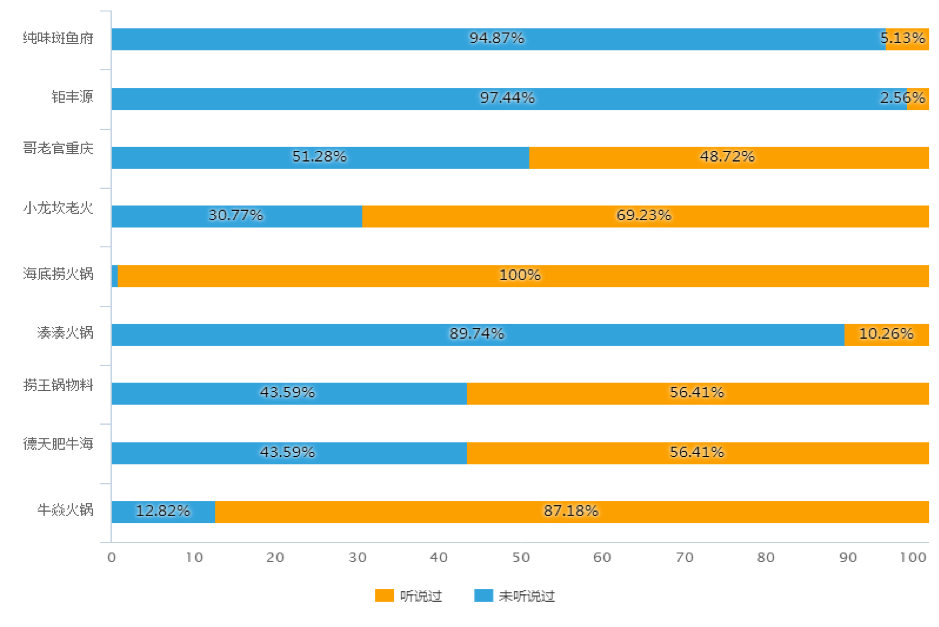 纯味斑鱼府 94.87% 5.13%
钜丰源 97.44% 2.56%
哥老官重庆 51.28% 48.72%
小龙坎老火 30.77% 69.23%
海底捞火锅 100%
凑凑火锅 89.74% 10.26%
捞王锅物料 43.59% 56.41%
德天肥牛海 43.59% 56.41%
牛焱火锅 12.82% 87.18%
0 10 20 30 40 50 60 70 80 90 100
听说过 未听说过